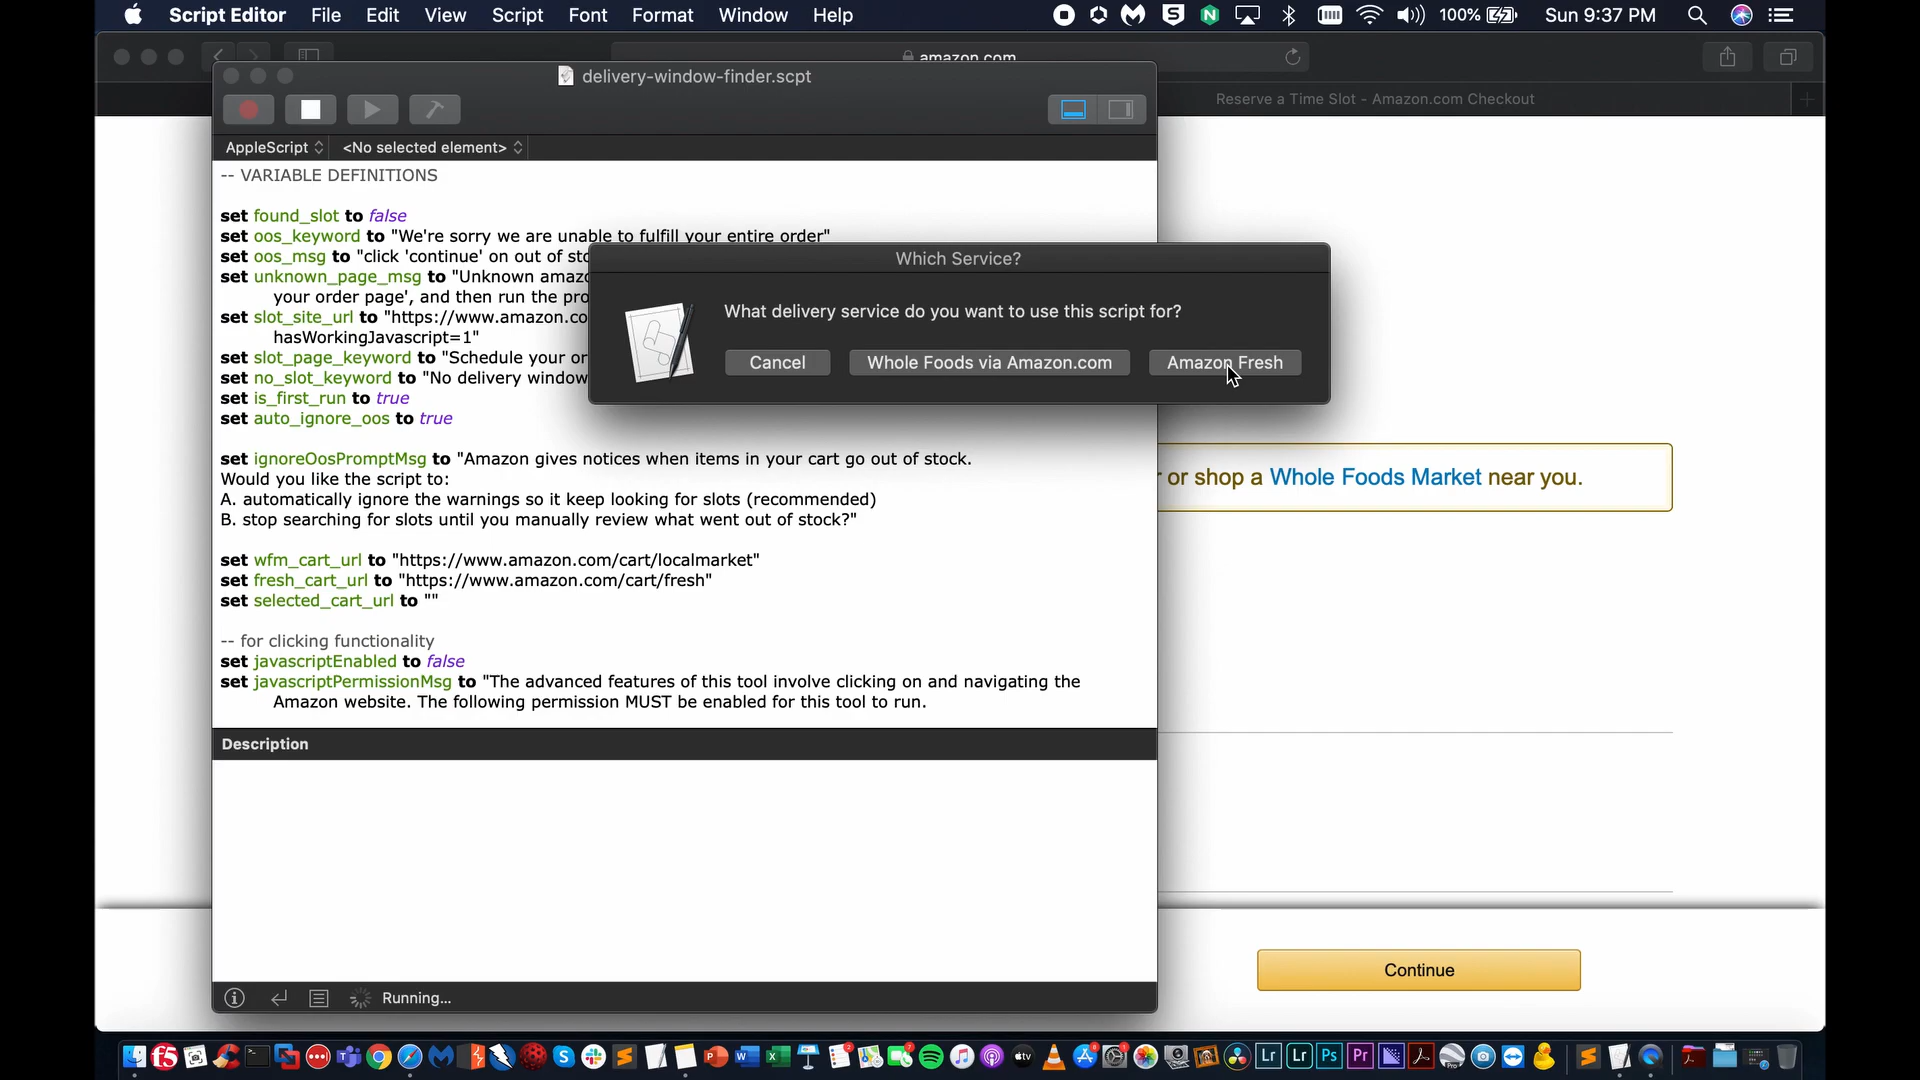 Script Editor File Edit View Script Font Format Window Help 100% Sun 9:37 PM
amazon.com
delivery-window-finder.scpt
Reserve a Time Slot - Amazon.com Checkout
AppleScript <No selected element>
-- VARIABLE DEFINITIONS
set found_slot to false
set oos_keyword to "We're sorry we are unable to fulfill your entire order"
set oos_msg to "click 'continue' on out of sto
set unknown_page_msg to "Unknown amazo
your order page', and then run the pro
set slot_site_url to "https://www.amazon.co
hasWorkingJavascript=1"
set slot_page_keyword to "Schedule your or
set no_slot_keyword to "No delivery window
set is_first_run to true
set auto_ignore_oos to true
Which Service?
What delivery service do you want to use this script for?
Cancel Whole Foods via Amazon.com Amazon Fresh
set ignoreOosPromptMsg to "Amazon gives notices when items in your cart go out of stock.
Would you like the script to:
A. automatically ignore the warnings so it keep looking for slots (recommended)
B. stop searching for slots until you manually review what went out of stock?"
set wfm_cart_url to "https://www.amazon.com/cart/localmarket"
set fresh_cart_url to "https://www.amazon.com/cart/fresh"
set selected_cart_url to ""
-- for clicking functionality
set javascriptEnabled to false
set javascriptPermissionMsg to "The advanced features of this tool involve clicking on and navigating the
Amazon website. The following permission MUST be enabled for this tool to run.
r or shop a Whole Foods Market near you.
Description
Continue
Running...